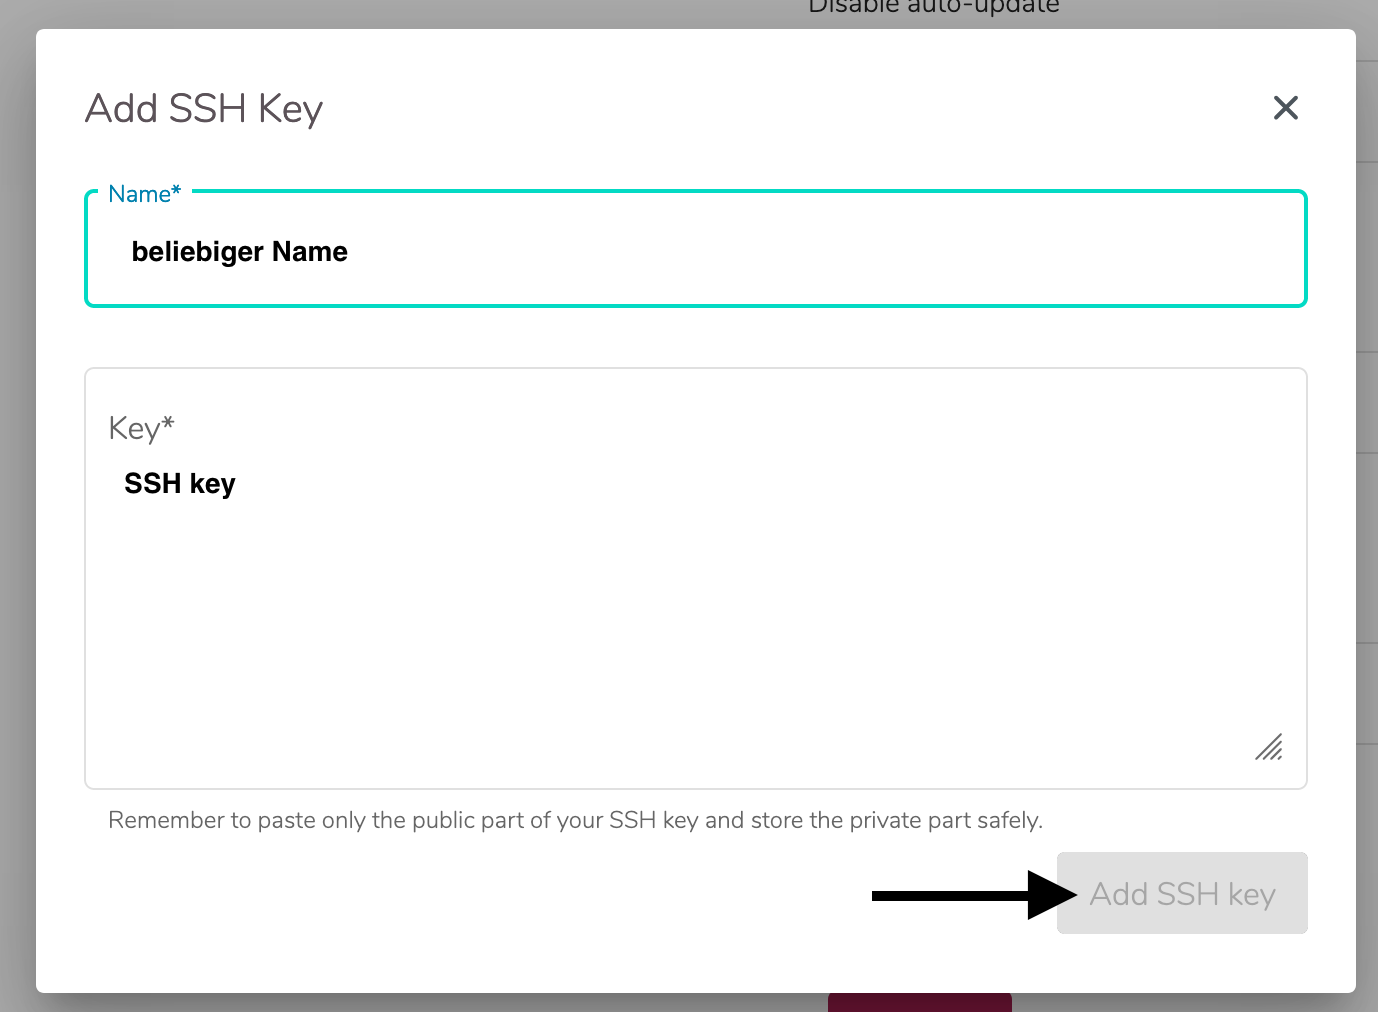 Disable auto-update
Add SSH Key
Name*
beliebiger Name
Key*
SSH key
Remember to paste only the public part of your SSH key and store the private part safely.
Add SSH key